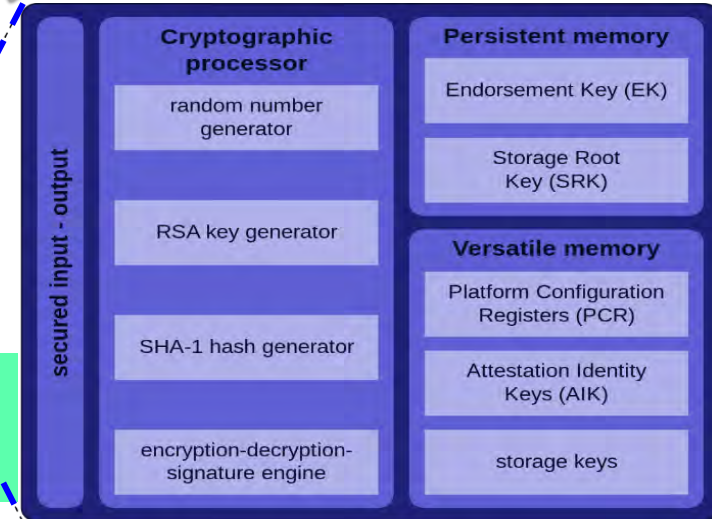 secured input - output
Cryptographic
processor
random number
generator
RSA key generator
SHA-1 hash generator
encryption-decryption-
signature engine
Persistent memory
Endorsement Key (EK)
Storage Root
Key (SRK)
Versatile memory
Platform Configuration
Registers (PCR)
Attestation Identity
Keys (AIK)
storage keys